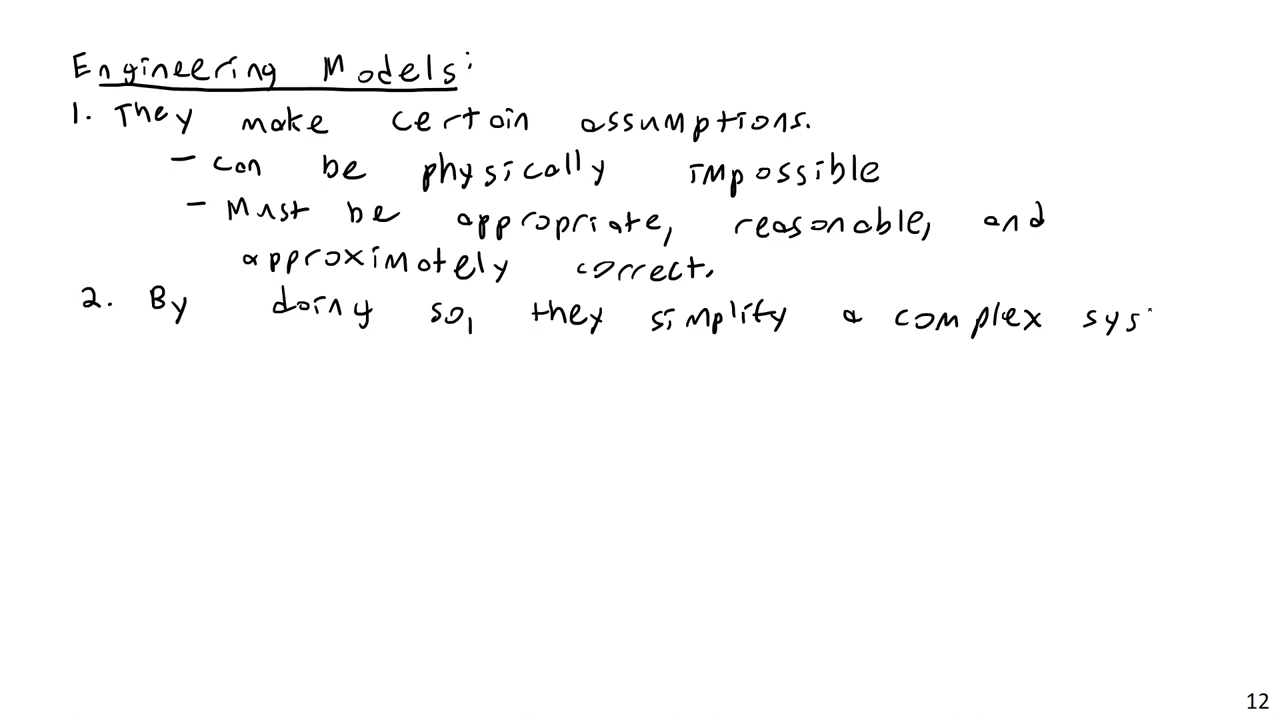 Engineering Models:
1. They make certain assumptions.
- can be physically impossible
- Must be appropriate, reasonable, and
approximately correct.
2. By doing so, they simplify a complex sys
12